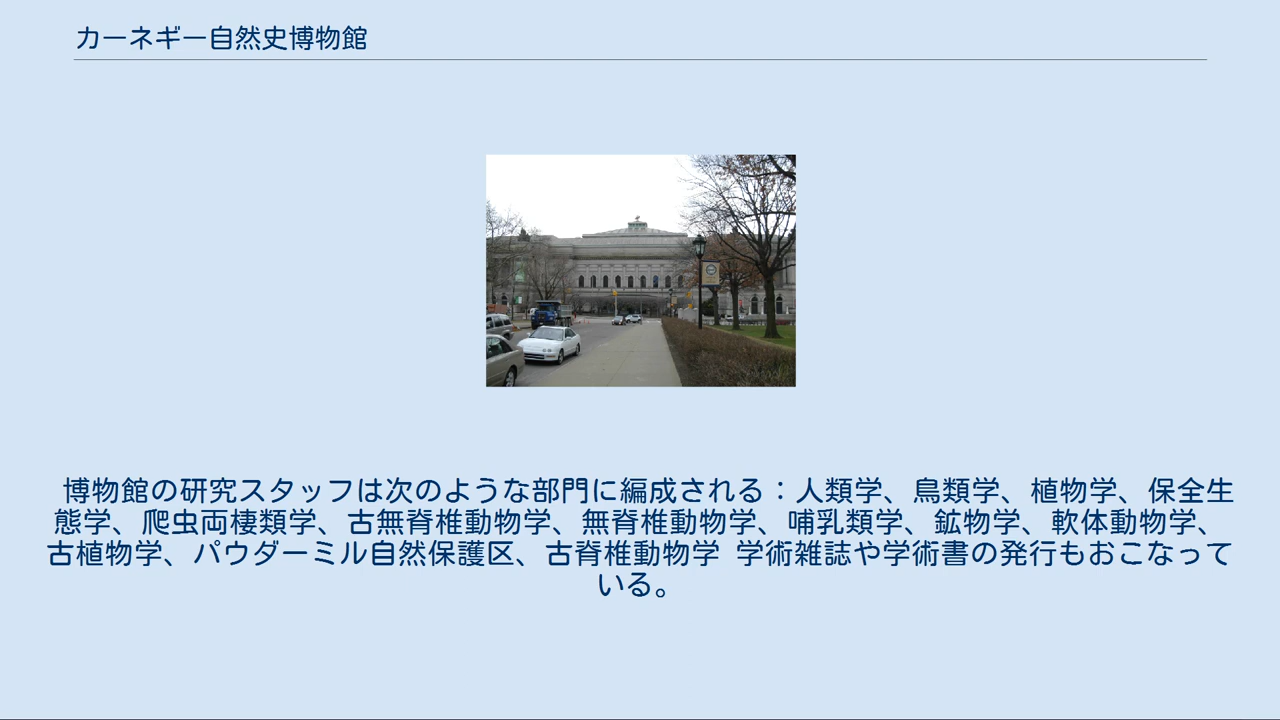 カーネギー自然史博物館
博物館の研究スタッフは次のような部門に編成される：人類学、鳥類学、植物学、保全生
態学、爬虫両棲類学、古無脊椎動物学、無脊椎動物学、哺乳類学、鉱物学、軟体動物学、
古植物学、パウダーミル自然保護区、古脊椎動物学 学術雑誌や学術書の発行もおこなって
いる。